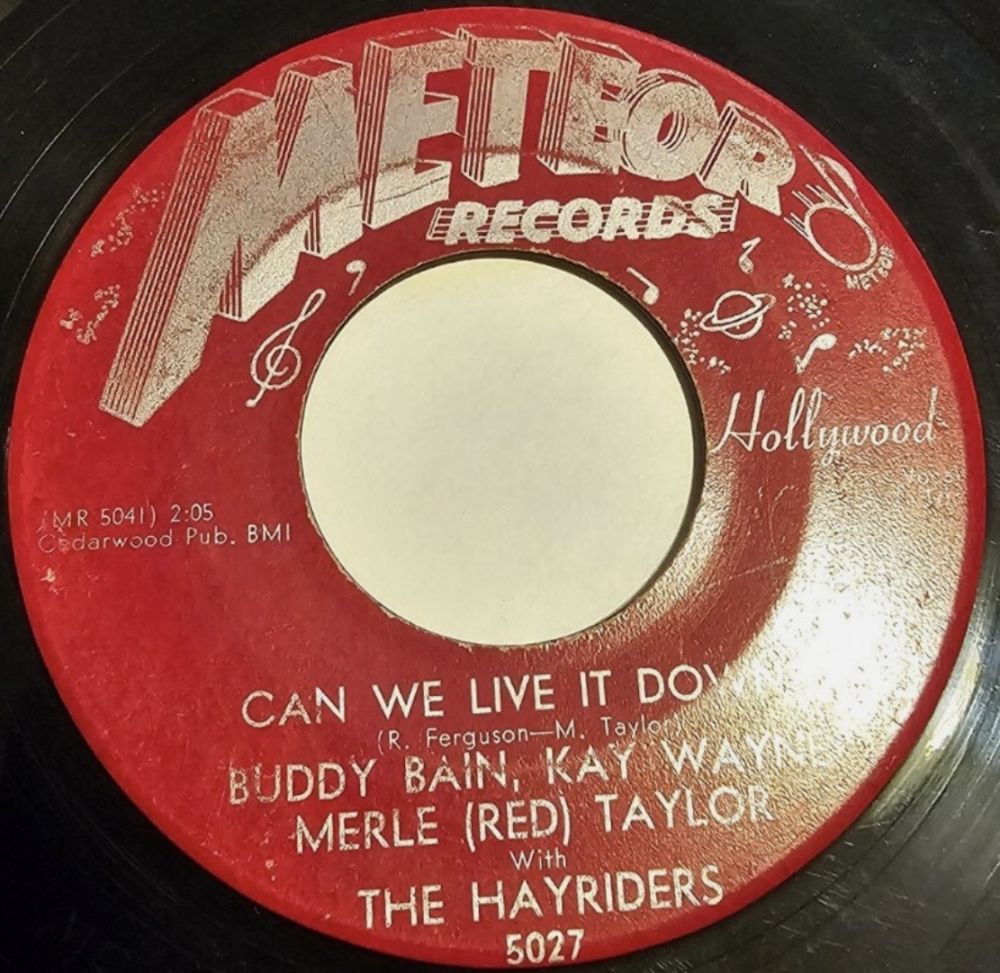 METEOR
RECORDS
METEOR
Hollywood
(MR 5041) 2:05
Cedarwood Pub. BMI
CAN WE LIVE IT DOWN
(R. Ferguson—M. Taylor)
BUDDY BAIN, KAY WAYNE
MERLE (RED) TAYLOR
With
THE HAYRIDERS
5027